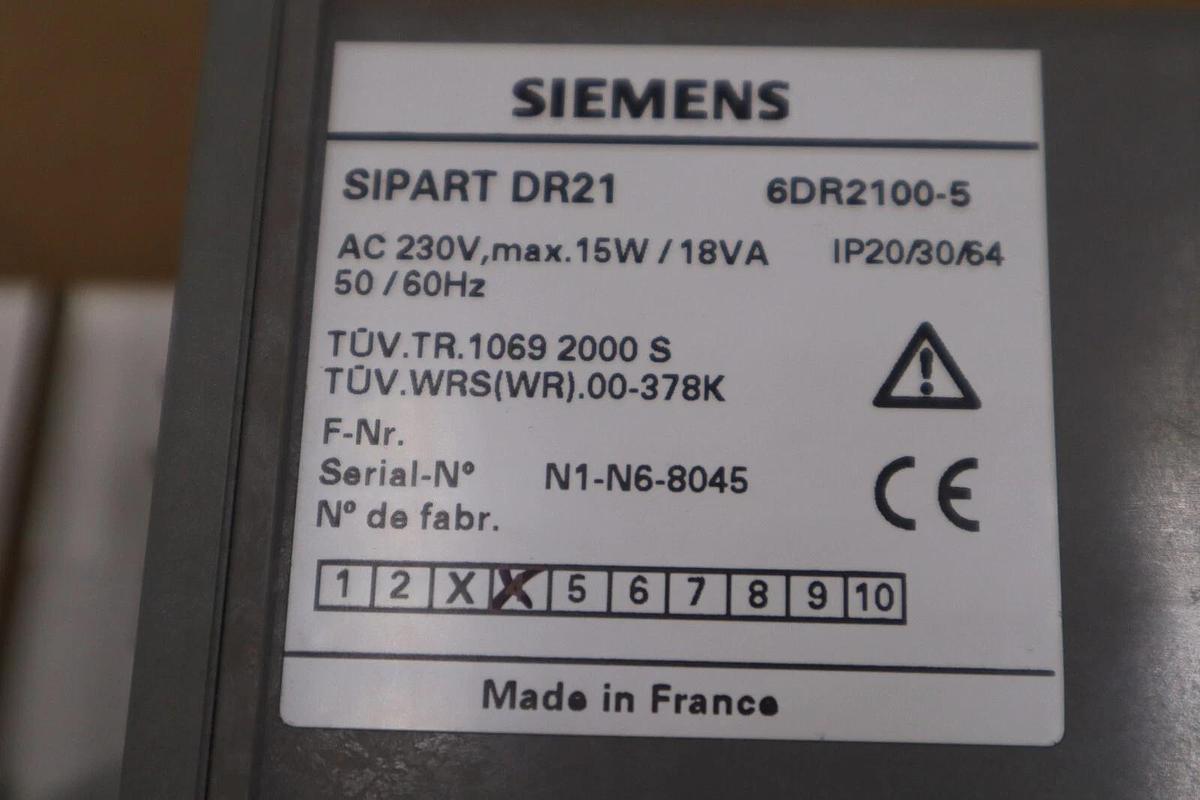 SIEMENS
SIPART DR21 6DR2100-5
AC 230V,max.15W / 18VA IP20/30/64
50 / 60Hz
TÜV.TR.1069 2000 S
TÜV.WRS(WR).00-378K
F-Nr.
Serial-Nº N1-N6-8045
Nº de fabr.
CE
1 2 X X 5 6 7 8 9 10
Made in France